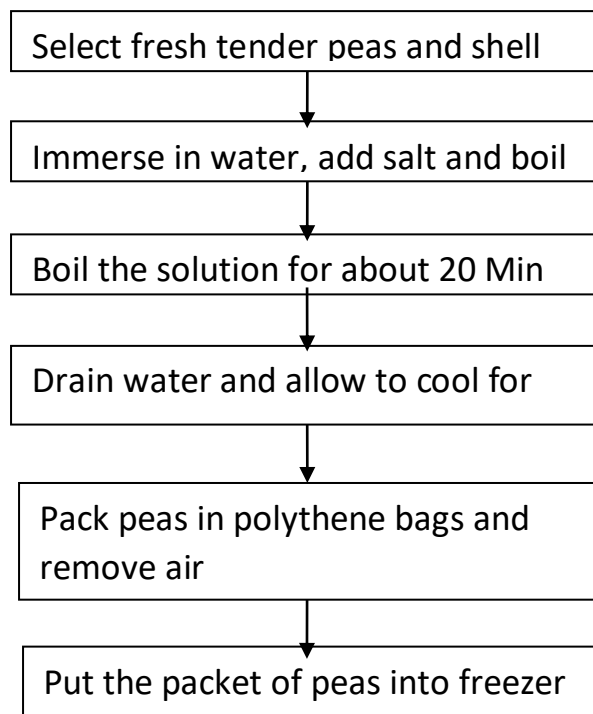 Select fresh tender peas and shell
Immerse in water, add salt and boil
Boil the solution for about 20 Min
Drain water and allow to cool for
Pack peas in polythene bags and
remove air
Put the packet of peas into freezer